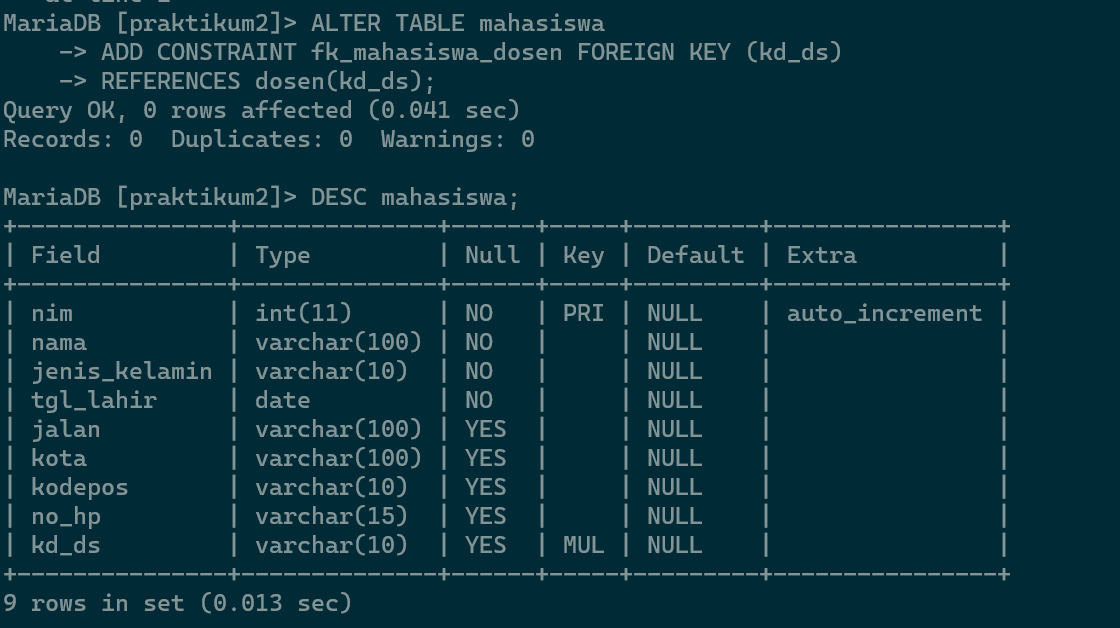 MariaDB [praktikum2]> ALTER TABLE mahasiswa
    -> ADD CONSTRAINT fk_mahasiswa_dosen FOREIGN KEY (kd_ds)
    -> REFERENCES dosen(kd_ds);
Query OK, 0 rows affected (0.041 sec)
Records: 0  Duplicates: 0  Warnings: 0

MariaDB [praktikum2]> DESC mahasiswa;
+---------------+--------------+------+-----+---------+----------------+
| Field         | Type         | Null | Key | Default | Extra          |
+---------------+--------------+------+-----+---------+----------------+
| nim           | int(11)      | NO   | PRI | NULL    | auto_increment |
| nama          | varchar(100) | NO   |     | NULL    |                |
| jenis_kelamin | varchar(10)  | NO   |     | NULL    |                |
| tgl_lahir     | date         | NO   |     | NULL    |                |
| jalan         | varchar(100) | YES  |     | NULL    |                |
| kota          | varchar(100) | YES  |     | NULL    |                |
| kodepos       | varchar(10)  | YES  |     | NULL    |                |
| no_hp         | varchar(15)  | YES  |     | NULL    |                |
| kd_ds         | varchar(10)  | YES  | MUL | NULL    |                |
+---------------+--------------+------+-----+---------+----------------+
9 rows in set (0.013 sec)